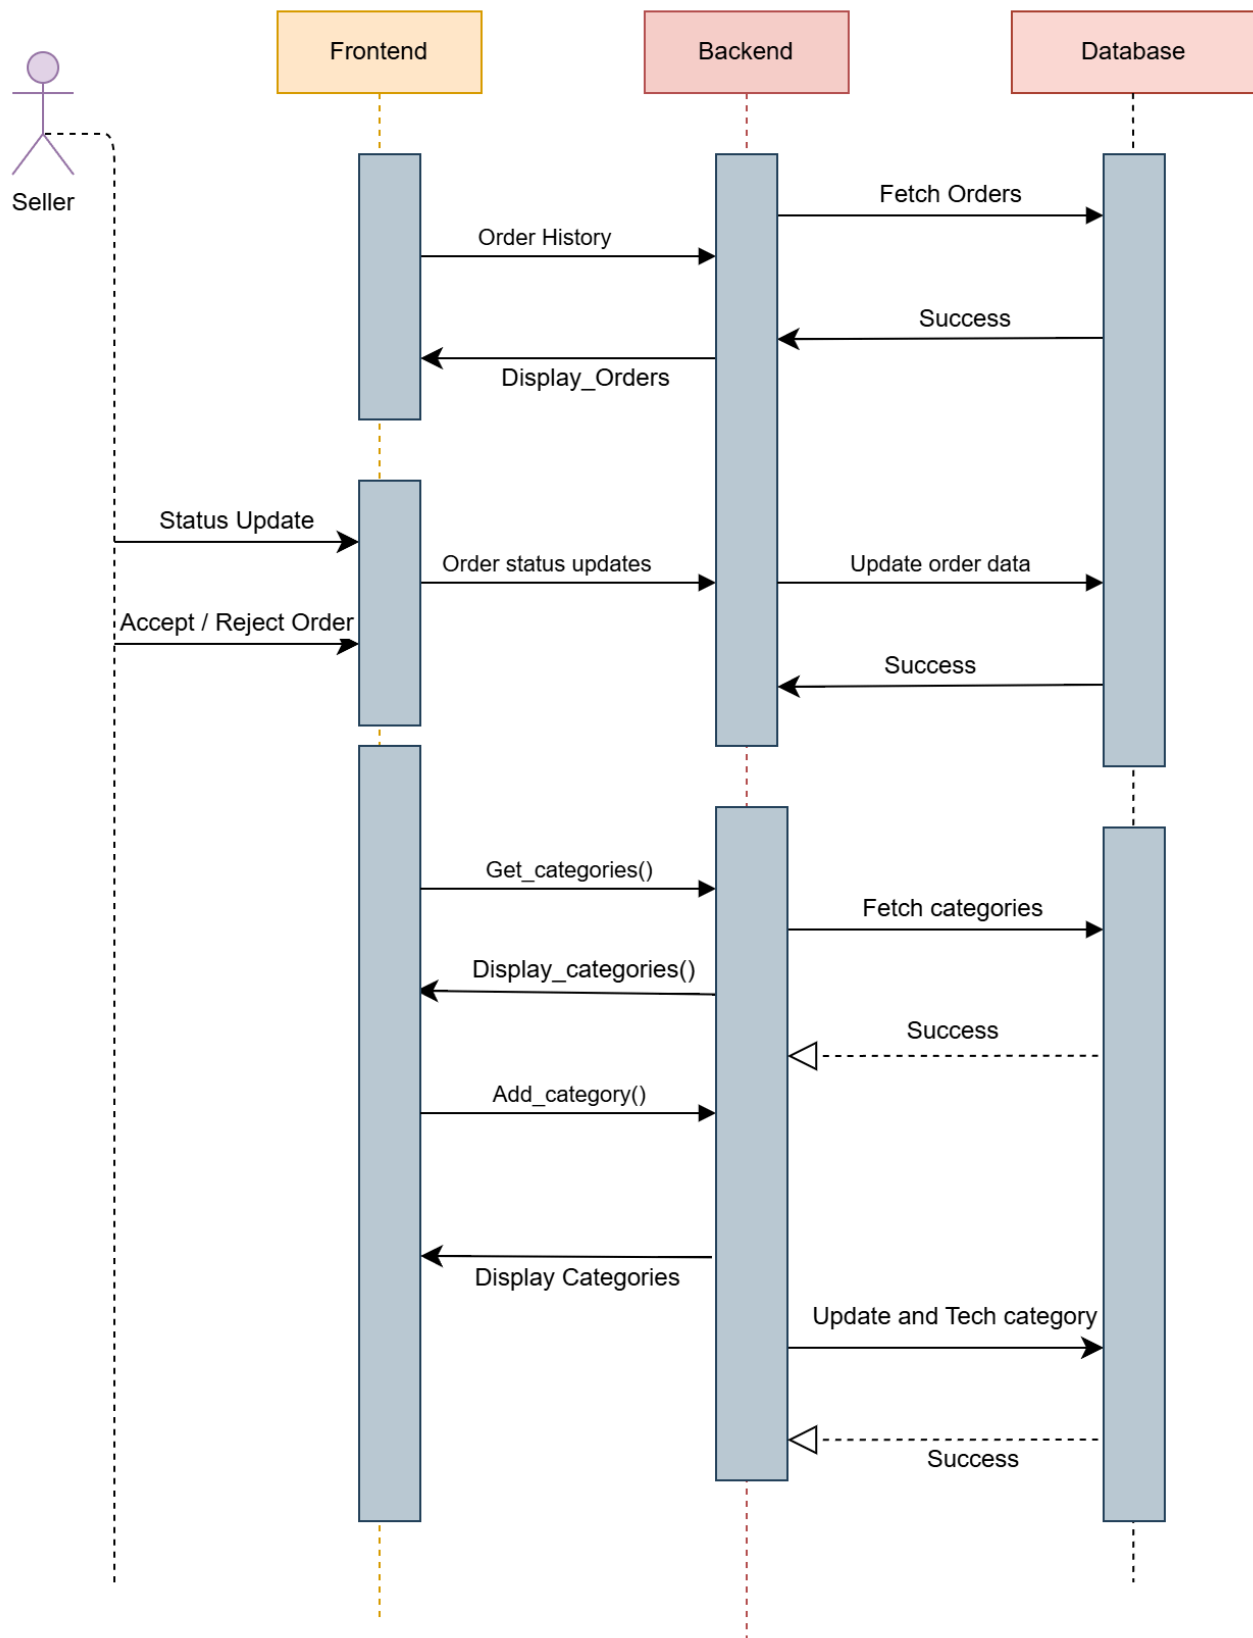 Frontend
Backend
Database
Seller
Fetch Orders
Order History
Success
Display_Orders
Status Update
Order status updates
Update order data
Accept / Reject Order
Success
Get_categories()
Fetch categories
Display_categories()
Success
Add_category()
Display Categories
Update and Tech category
Success